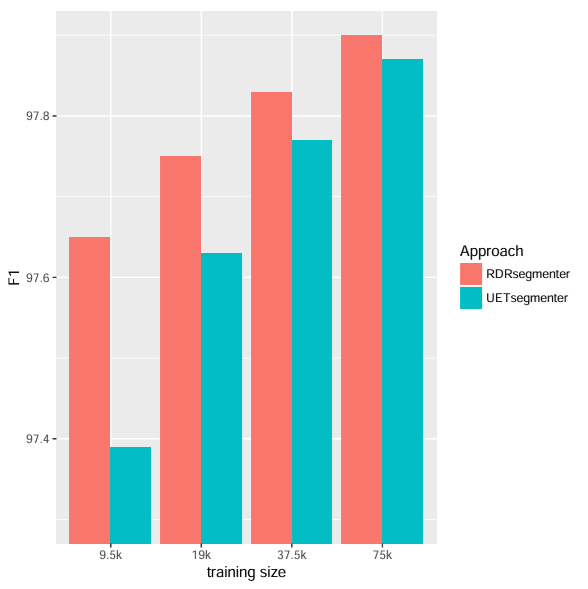 97.8
97.6
97.4
F1
9.5k
19k
37.5k
75k
training size
Approach
RDRsegmenter
UETsegmenter